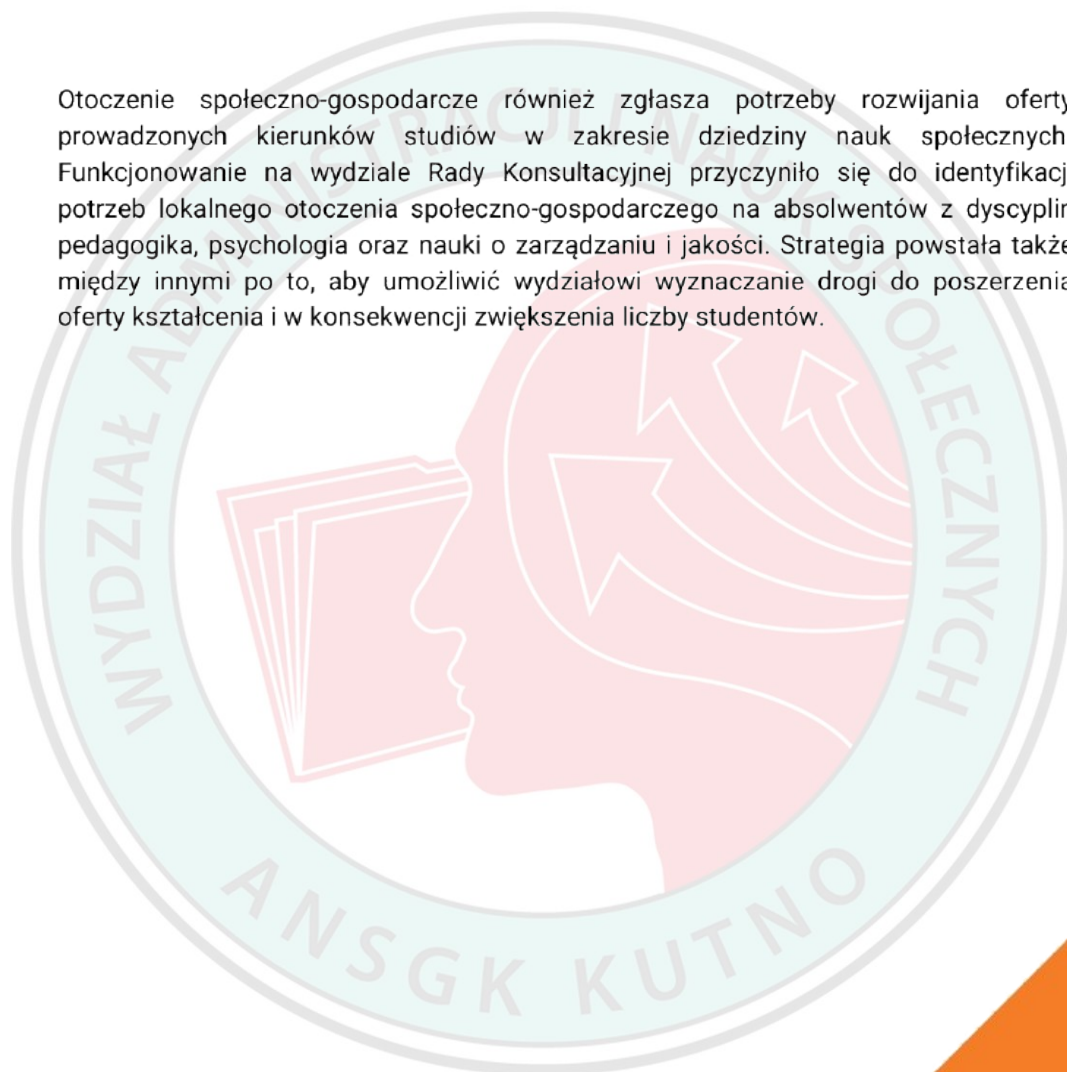 Otoczenie społeczno-gospodarcze również zgłasza potrzeby rozwijania oferty
prowadzonych kierunków studiów w zakresie dziedziny nauk społecznych
Funkcjonowanie na wydziale Rady Konsultacyjnej przyczyniło się do identyfikacj
potrzeb lokalnego otoczenia społeczno-gospodarczego na absolwentów z dyscyplin
pedagogika, psychologia oraz nauki o zarządzaniu i jakości. Strategia powstała także
między innymi po to, aby umożliwić wydziałowi wyznaczanie drogi do poszerzenia
oferty kształcenia i w konsekwencji zwiększenia liczby studentów.
WYDZIAŁ ADMINISTRACJI I NAUK SPOŁECZNYCH
ANSGK KUTNO